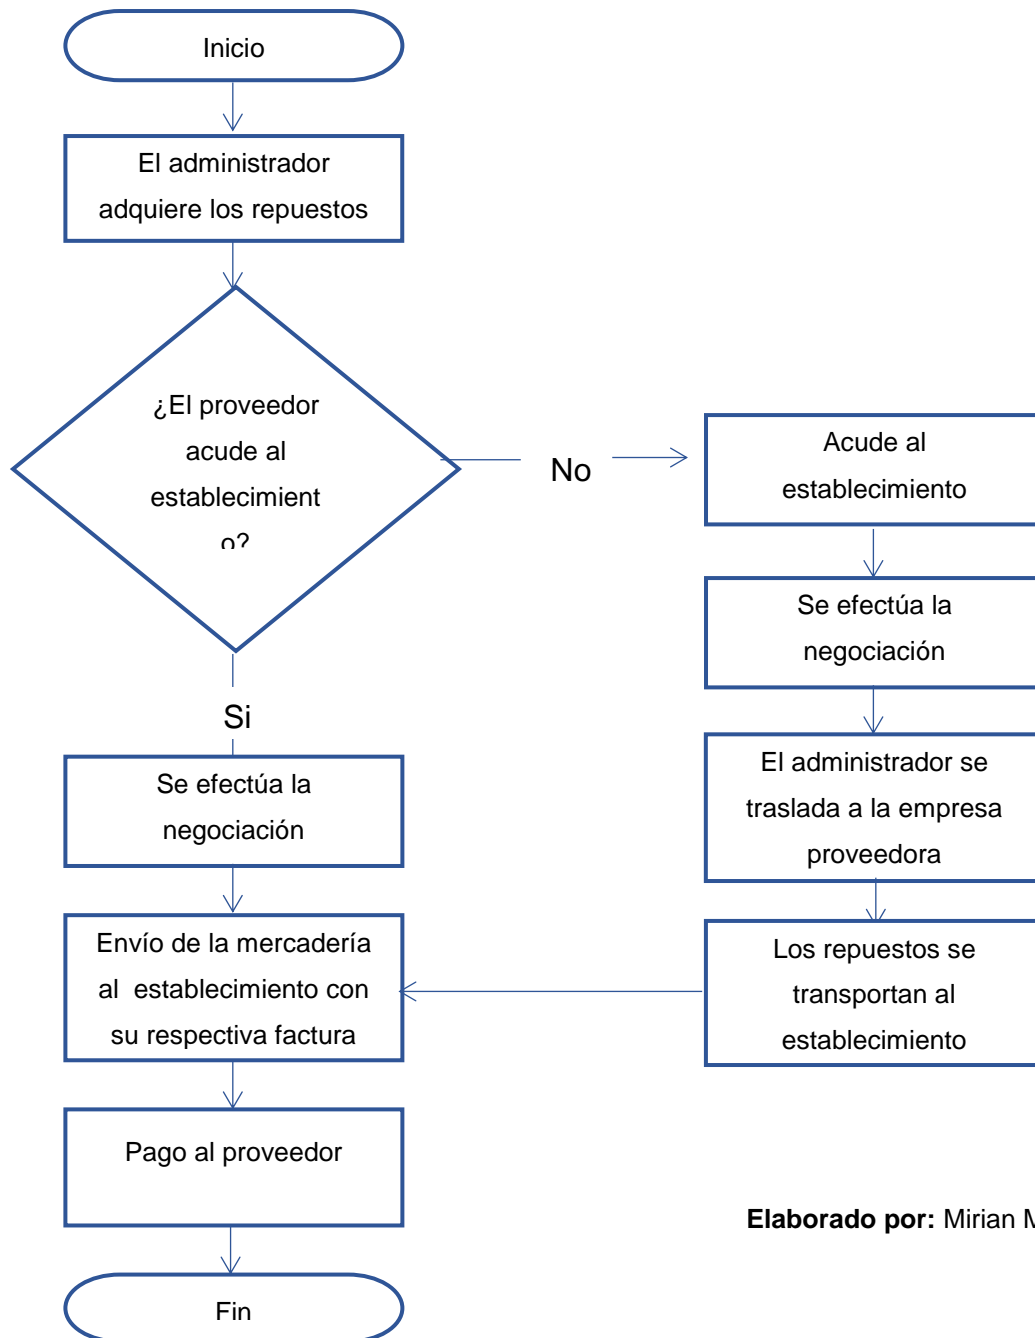 Inicio
El administrador
adquiere los repuestos
¿El proveedor
acude al
establecimient
o?
No
Acude al
establecimiento
Se efectúa la
negociación
El administrador se
traslada a la empresa
proveedora
Los repuestos se
transportan al
establecimiento
Si
Se efectúa la
negociación
Envío de la mercadería
al establecimiento con
su respectiva factura
Pago al proveedor
Elaborado por: Mirian M
Fin